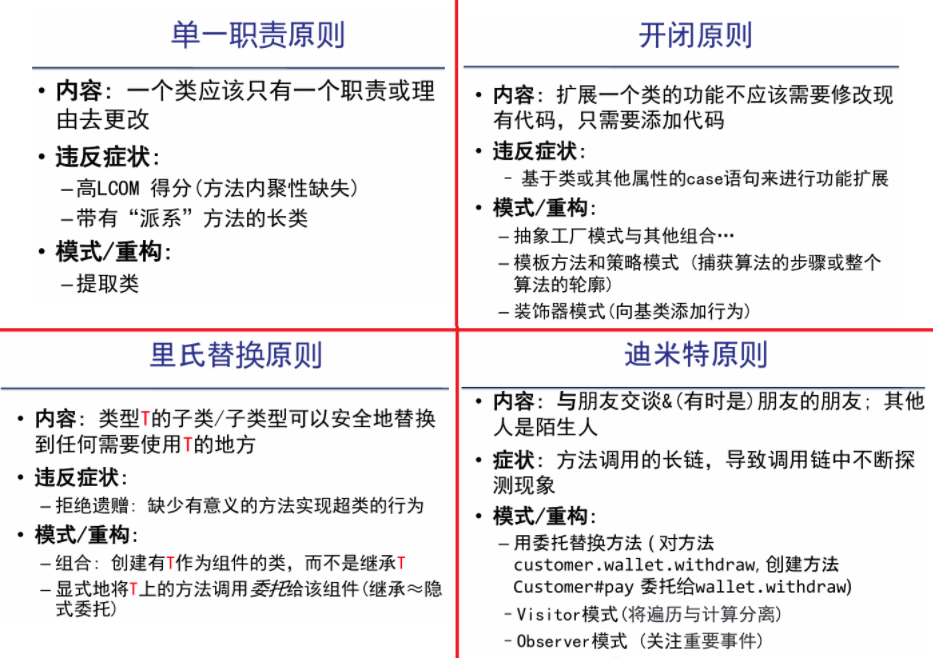 单一职责原则
• 内容：一个类应该只有一个职责或理
由去更改
• 违反症状：
–高LCOM 得分(方法内聚性缺失)
–带有“派系”方法的长类
• 模式/重构：
–提取类
开闭原则
• 内容：扩展一个类的功能不应该需要修改现
有代码，只需要添加代码
• 违反症状：
– 基于类或其他属性的case语句来进行功能扩展
• 模式/重构：
–抽象工厂模式与其他组合…
–模板方法和策略模式 (捕获算法的步骤或整个
算法的轮廓)
–装饰器模式(向基类添加行为)
里氏替换原则
• 内容：类型T的子类/子类型可以安全地替换
到任何需要使用T的地方
• 违反症状：
–拒绝遗赠：缺少有意义的方法实现超类的行为
• 模式/重构：
–组合：创建有T作为组件的类，而不是继承T
–显式地将T上的方法调用委托给该组件(继承≈隐
式委托)
迪米特原则
• 内容：与朋友交谈&(有时是)朋友的朋友；其他
人是陌生人
• 症状：方法调用的长链，导致调用链中不断探
测现象
• 模式/重构：
–用委托替换方法 ( 对方法
customer.wallet.withdraw, 创建方法
Customer#pay 委托给wallet.withdraw)
–Visitor模式(将遍历与计算分离)
–Observer模式 (关注重要事件)